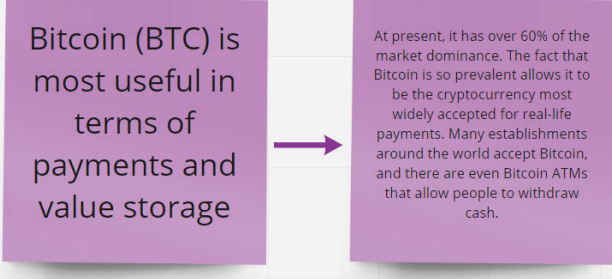 Bitcoin (BTC) is
most useful in
terms of
payments and
value storage
At present, it has over 60% of the
market dominance. The fact that
Bitcoin is so prevalent allows it to
be the cryptocurrency most
widely accepted for real-life
payments. Many establishments
around the world accept Bitcoin,
and there are even Bitcoin ATMs
that allow people to withdraw
cash.